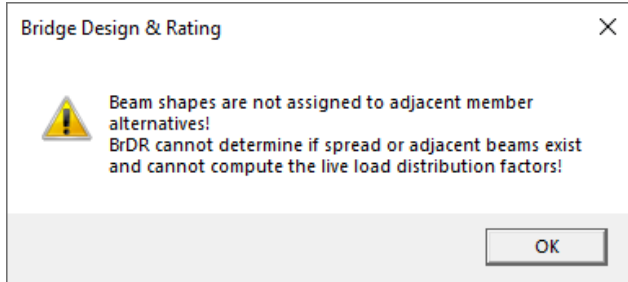 Bridge Design & Rating
Beam shapes are not assigned to adjacent member
alternatives!
BrDR cannot determine if spread or adjacent beams exist
and cannot compute the live load distribution factors!
OK